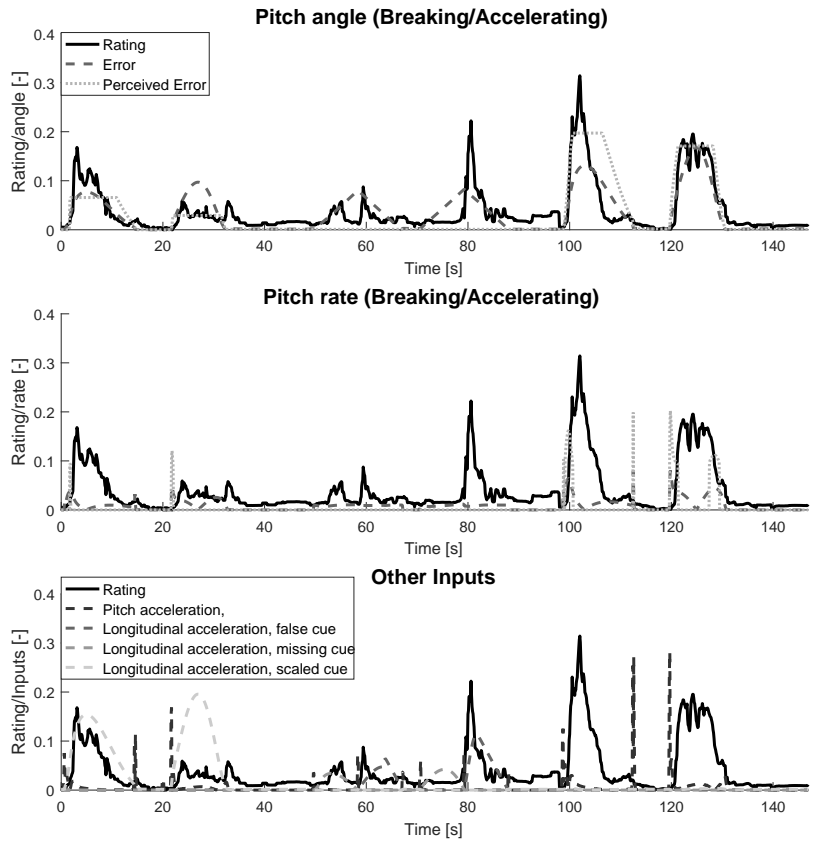 Pitch angle (Breaking/Accelerating)
0.4
Rating
Error
Perceived Error
0.3
0.2
0.1
0
Rating/angle [-]
0 20 40 60 80 100 120 140
Time [s]
Pitch rate (Breaking/Accelerating)
0.4
0.3
0.2
0.1
0
Rating/rate [-]
0 20 40 60 80 100 120 140
Time [s]
Other Inputs
0.4
Rating
Pitch acceleration,
Longitudinal acceleration, false cue
Longitudinal acceleration, missing cue
Longitudinal acceleration, scaled cue
0.3
0.2
0.1
0
Rating/Inputs [-]
0 20 40 60 80 100 120 140
Time [s]